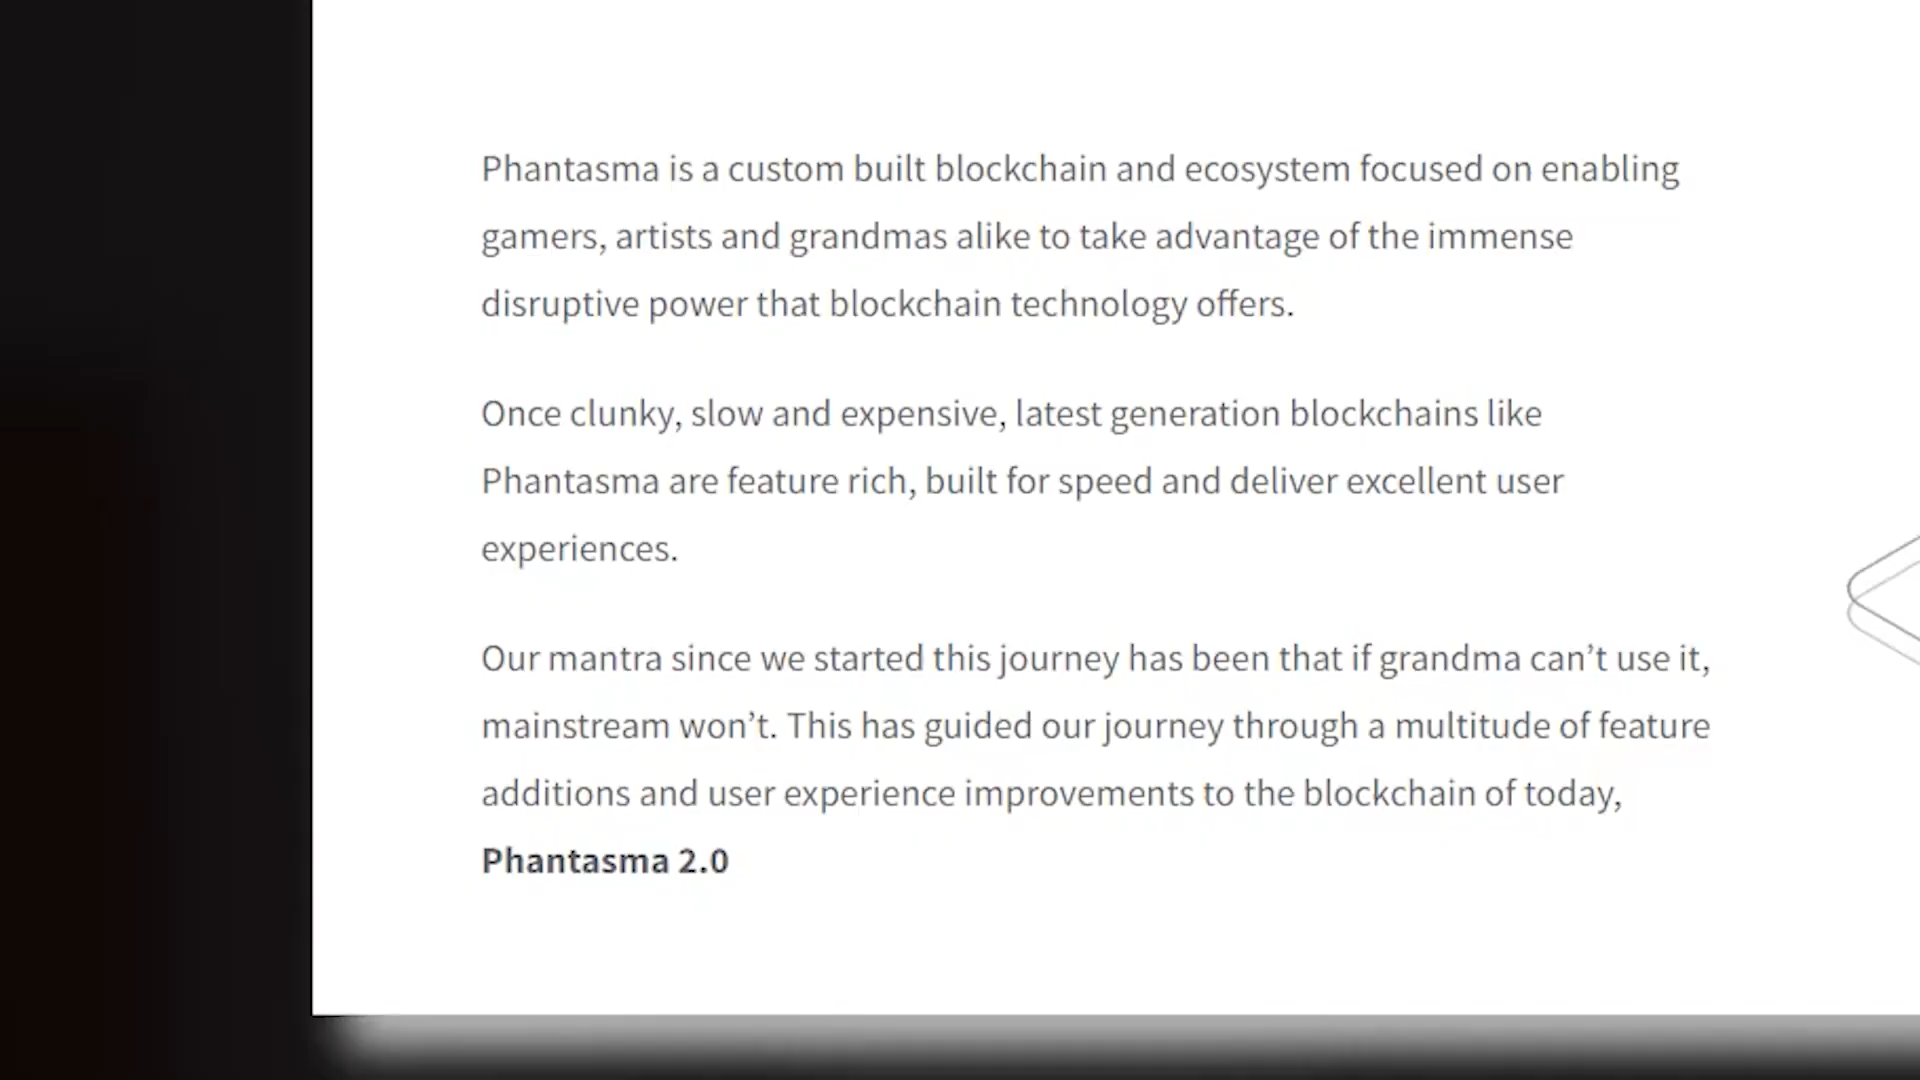 Phantasma is a custom built blockchain and ecosystem focused on enabling
gamers, artists and grandmas alike to take advantage of the immense
disruptive power that blockchain technology offers.
Once clunky, slow and expensive, latest generation blockchains like
Phantasma are feature rich, built for speed and deliver excellent user
experiences.
Our mantra since we started this journey has been that if grandma can’t use it,
mainstream won’t. This has guided our journey through a multitude of feature
additions and user experience improvements to the blockchain of today,
Phantasma 2.0